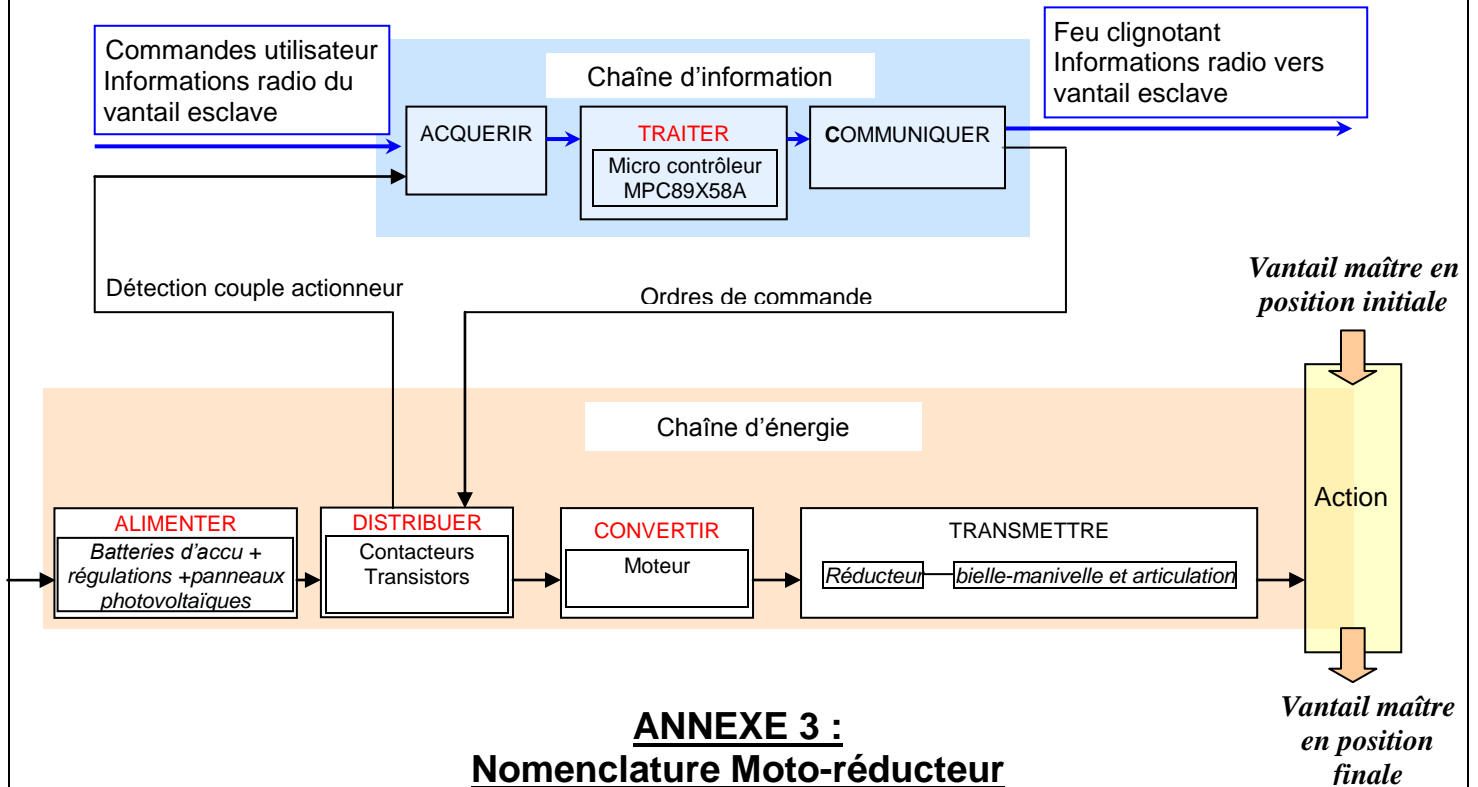 Commandes utilisateur
Informations radio du
vantail esclave
Chaîne d'information
Feu clignotant
Informations radio vers
vantail esclave
ACQUERIR
TRAITER
Micro contrôleur
MPC89X58A
COMMUNIQUER
Détection couple actionneur
Ordres de commande
Vantail maître en
position initiale
Chaîne d'énergie
Action
ALIMENTER
Batteries d'accu +
régulations +panneaux
photovoltaïques
DISTRIBUER
Contacteurs
Transistors
CONVERTIR
Moteur
TRANSMETTRE
Réducteur
bielle-manivelle et articulation
Vantail maître
en position
finale
ANNEXE 3 :
Nomenclature Moto-réducteur